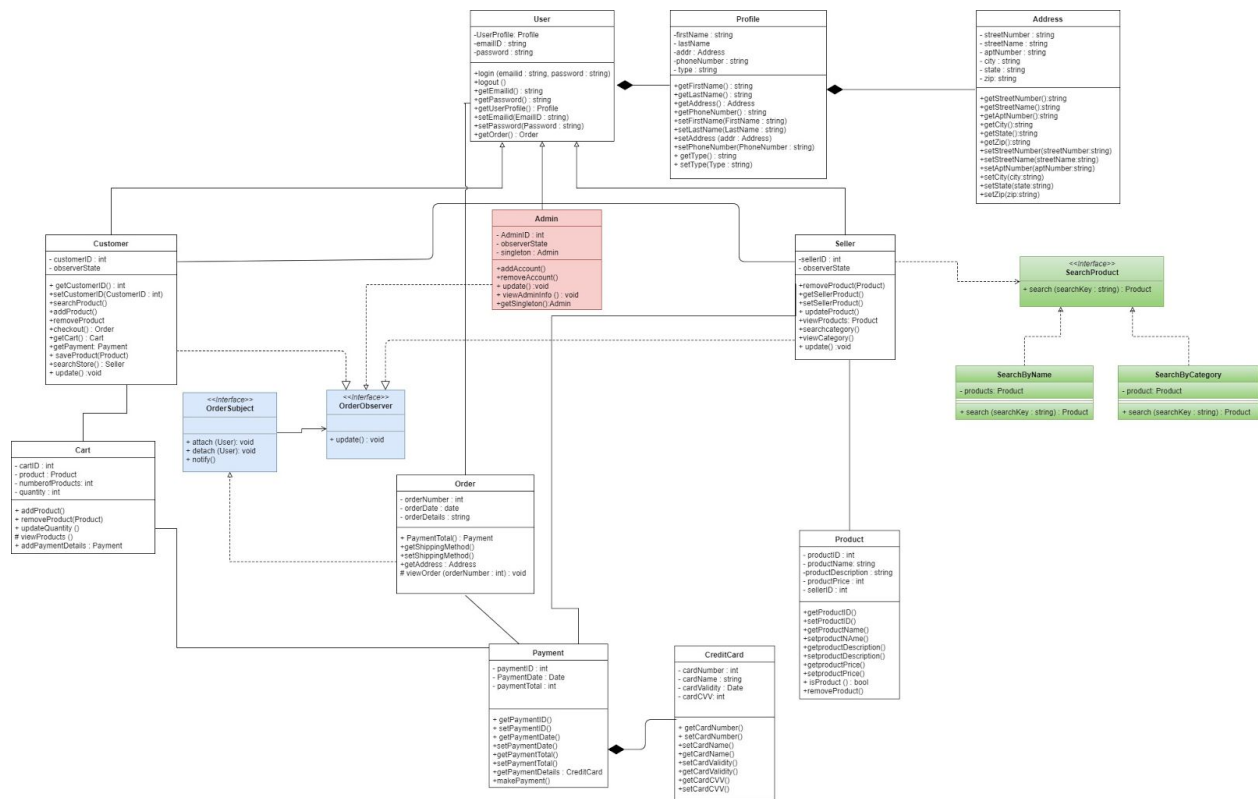 User
-UserProfile: Profile
-emailID : string
-password : string
+login (emailid : string, password : string)
+logout ()
+getEmailid() : string
+getPassword() : string
+getUserProfile() : Profile
+setEmailid(EmailID : string)
+setPassword(Password : string)
+getOrder() : Order
Profile
-firstName : string
- lastName
-addr : Address
-phoneNumber : string
- type : string
+getFirstName() : string
+getLastName() : string
+getAddress() : Address
+getPhoneNumber() : string
+setFirstName(FirstName : string)
+setLastName(LastName : string)
+setAddress (addr : Address)
+setPhoneNumber(PhoneNumber : string)
+ getType() : string
+ setType(Type : string)
Address
- streetNumber : string
- streetName : string
- aptNumber : string
- city : string
- state : string
- zip: string
+getStreetNumber():string
+getStreetName():string
+getAptNumber():string
+getCity():string
+getState():string
+getZip():string
+setStreetNumber(streetNumber:string)
+setStreetName(streetName:string)
+setAptNumber(aptNumber:string)
+setCity(city:string)
+setState(state:string)
+setZip(zip:string)
Customer
- customerID : int
- observerState
+ getCustomerID() : int
+setCustomerID(CustomerID : int)
+searchProduct()
+addProduct()
+removeProduct
+checkout() : Order
+getCart() : Cart
+getPayment: Payment
+ saveProduct(Product)
+searchStore() : Seller
+ update() :void
Admin
- AdminID : int
- observerState
- singleton : Admin
+addAccount()
+removeAccount()
+ update() :void
+ viewAdminInfo () : void
+getSingleton():Admin
Seller
-sellerID : int
- observerState
+removeProduct(Product)
+getSellerProduct()
+setSellerProduct()
+ updateProduct()
+viewProducts: Product
+searchcategory()
+viewCategory()
+ update() :void
<<Interface>>
SearchProduct
+ search (searchKey : string) : Product
SearchByName
- products: Product
+ search (searchKey : string) : Product
SearchByCategory
- product: Product
+ search (searchKey : string) : Product
<<Interface>>
OrderSubject
+ attach (User): void
+ detach (User): void
+ notify()
<<Interface>>
OrderObserver
+ update() : void
Cart
- cartID : int
- product : Product
- numberofProducts: int
- quantity : int
+ addProduct()
+ removeProduct(Product)
+ updateQuantity ()
# viewProducts ()
+ addPaymentDetails : Payment
Order
- orderNumber : int
- orderDate : date
- orderDetails : string
+ PaymentTotal() : Payment
+getShippingMethod()
+setShippingMethod()
+getAddress : Address
# viewOrder (orderNumber : int) : void
Product
- productID : int
- productName: string
-productDescription : string
- productPrice : int
- sellerID : int
+getProductID()
+setProductID()
+getProductName()
+setproductNAme()
+getproductDescription()
+setproductDescription()
+getproductPrice()
+setproductPrice()
+ isProduct () : bool
+removeProduct()
Payment
- paymentID : int
- PaymentDate : Date
- paymentTotal : int
+ getPaymentID()
+ setPaymentID()
+ getPaymentDate()
+setPaymentDate()
+getPaymentTotal()
+setPaymentTotal()
+getPaymentDetails : CreditCard
+makePayment()
CreditCard
- cardNumber : int
- cardName : string
- cardValidity : Date
- cardCVV: int
+ getCardNumber()
+ setCardNumber()
+setCardName()
+getCardName()
+setCardValidity()
+getCardValidity()
+getCardCVV()
+setCardCVV()